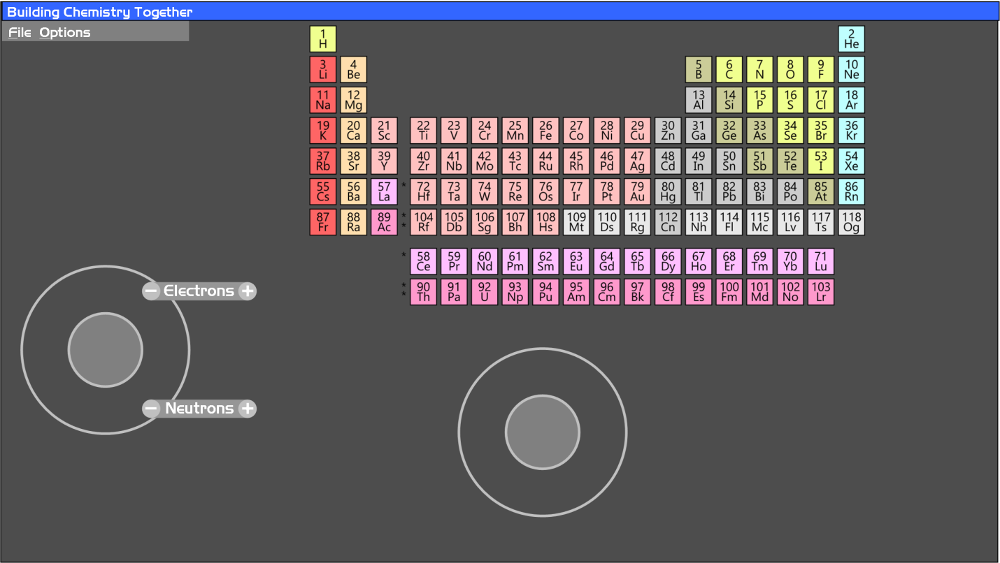 Building Chemistry Together
File Options
1 2
H He
3 4 5 6 7 8 9 10
Li Be B C N O F Ne
11 12 13 14 15 16 17 18
Na Mg Al Si P S Cl Ar
19 20 21 22 23 24 25 26 27 28 29 30 31 32 33 34 35 36
K Ca Sc Ti V Cr Mn Fe Co Ni Cu Zn Ga Ge As Se Br Kr
37 38 39 40 41 42 43 44 45 46 47 48 49 50 51 52 53 54
Rb Sr Y Zr Nb Mo Tc Ru Rh Pd Ag Cd In Sn Sb Te I Xe
55 56 57 * 72 73 74 75 76 77 78 79 80 81 82 83 84 85 86
Cs Ba La Hf Ta W Re Os Ir Pt Au Hg Tl Pb Bi Po At Rn
87 88 89 * 104 105 106 107 108 109 110 111 112 113 114 115 116 117 118
Fr Ra Ac * Rf Db Sg Bh Hs Mt Ds Rg Cn Nh Fl Mc Lv Ts Og
* 58 59 60 61 62 63 64 65 66 67 68 69 70 71
Ce Pr Nd Pm Sm Eu Gd Tb Dy Ho Er Tm Yb Lu
* 90 91 92 93 94 95 96 97 98 99 100 101 102 103
* Th Pa U Np Pu Am Cm Bk Cf Es Fm Md No Lr
− Electrons +
− Neutrons +